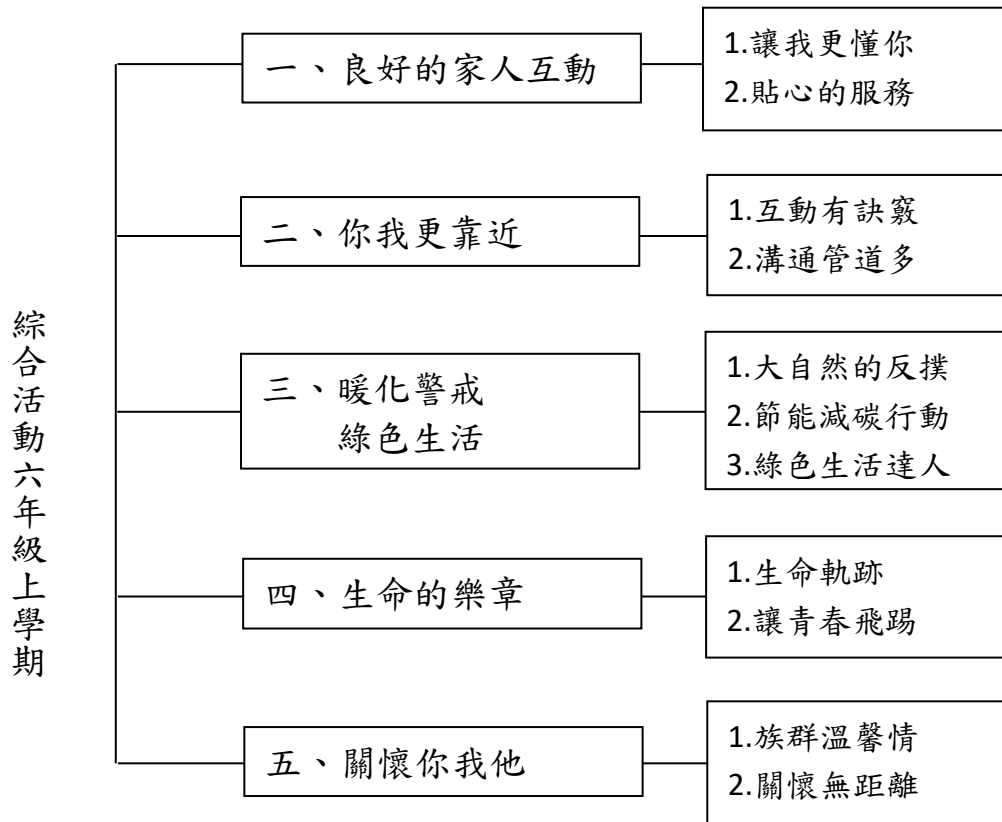 綜合活動六年級上學期
一、良好的家人互動
1.讓我更懂你
2.貼心的服務
二、你我更靠近
1.互動有訣竅
2.溝通管道多
三、暖化警戒
綠色生活
1.大自然的反撲
2.節能減碳行動
3.綠色生活達人
四、生命的樂章
1.生命軌跡
2.讓青春飛踢
五、關懷你我他
1.族群溫馨情
2.關懷無距離